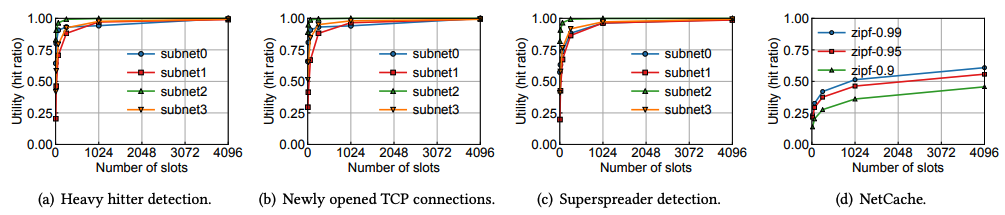 Utility (hit ratio)
1.00
0.75
0.50
0.25
0.00
subnet0
subnet1
subnet2
subnet3
0 1024 2048 3072 4096
Number of slots
(a) Heavy hitter detection.
Utility (hit ratio)
1.00
0.75
0.50
0.25
0.00
subnet0
subnet1
subnet2
subnet3
0 1024 2048 3072 4096
Number of slots
(b) Newly opened TCP connections.
Utility (hit ratio)
1.00
0.75
0.50
0.25
0.00
subnet0
subnet1
subnet2
subnet3
0 1024 2048 3072 4096
Number of slots
(c) Superspreader detection.
Utility (hit ratio)
1.00
0.75
0.50
0.25
0.00
zipf-0.99
zipf-0.95
zipf-0.9
0 1024 2048 3072 4096
Number of slots
(d) NetCache.